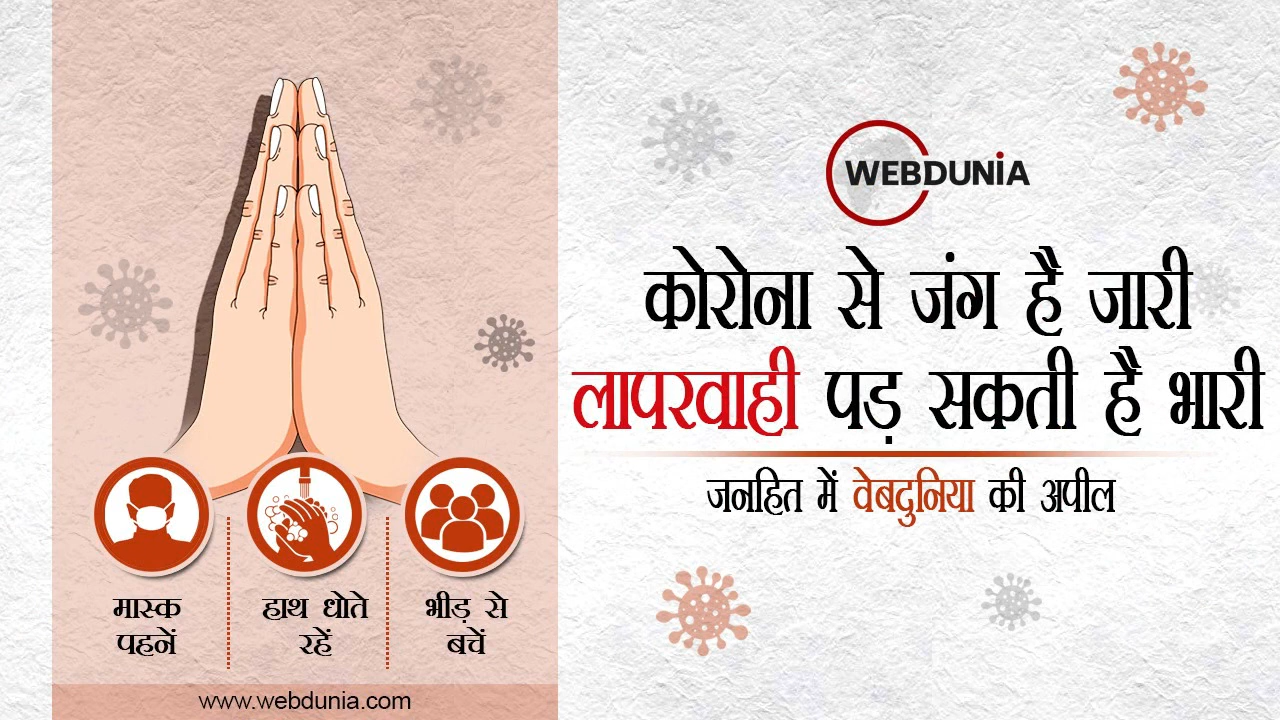 WEBDUNIA
कोरोना से जंग है जारी
लापरवाही पड़ सकती है भारी
जनहित में वेबदुनिया की अपील
मास्क
पहनें
हाथ धोते
रहें
भीड़ से
बचें
www.webdunia.com